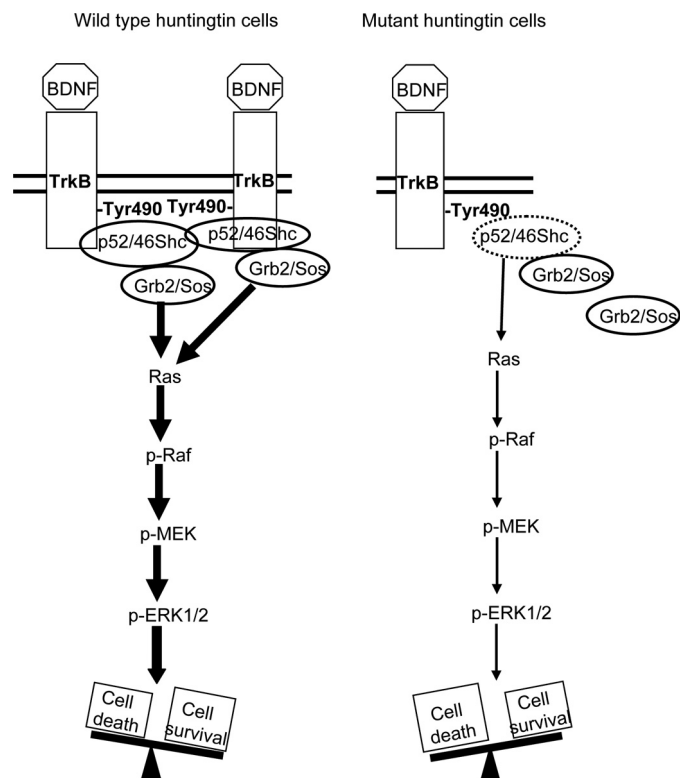 Wild type huntingtin cells
Mutant huntingtin cells
BDNF
BDNF
TrkB
TrkB
-Tyr490
Tyr490-
p52/46Shc
p52/46Shc
Grb2/Sos
Grb2/Sos
Ras
p-Raf
p-MEK
p-ERK1/2
Cell
death
Cell
survival
BDNF
TrkB
-Tyr490
p52/46Shc
Grb2/Sos
Grb2/Sos
Ras
p-Raf
p-MEK
p-ERK1/2
Cell
death
Cell
survival